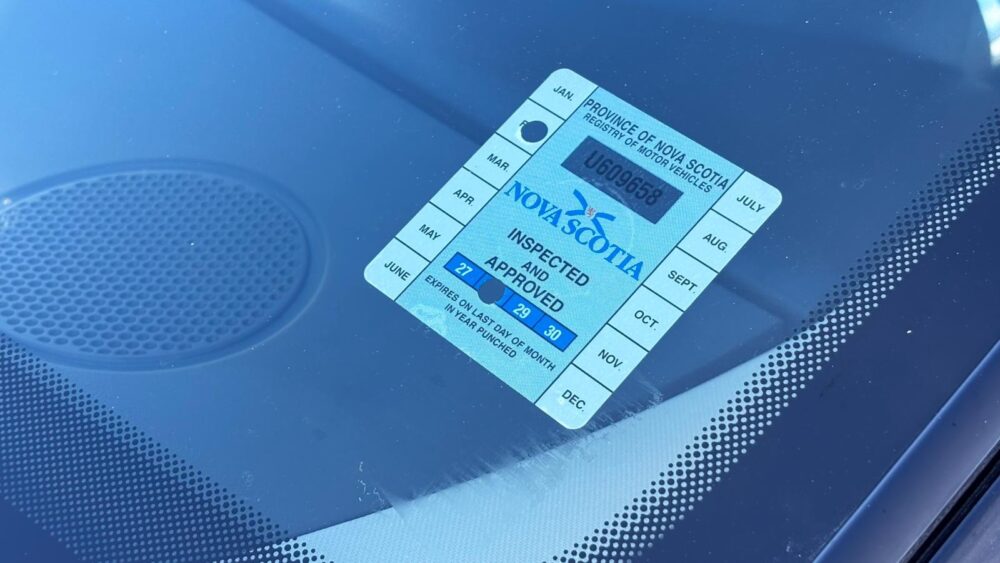 JAN.
MAR.
APR.
MAY
JUNE
PROVINCE OF NOVA SCOTIA
REGISTRY OF MOTOR VEHICLES
U609658
NOVA SCOTIA
INSPECTED
AND
APPROVED
27 29 30
EXPIRES ON LAST DAY OF MONTH
IN YEAR PUNCHED
JULY
AUG.
SEPT.
OCT.
NOV.
DEC.